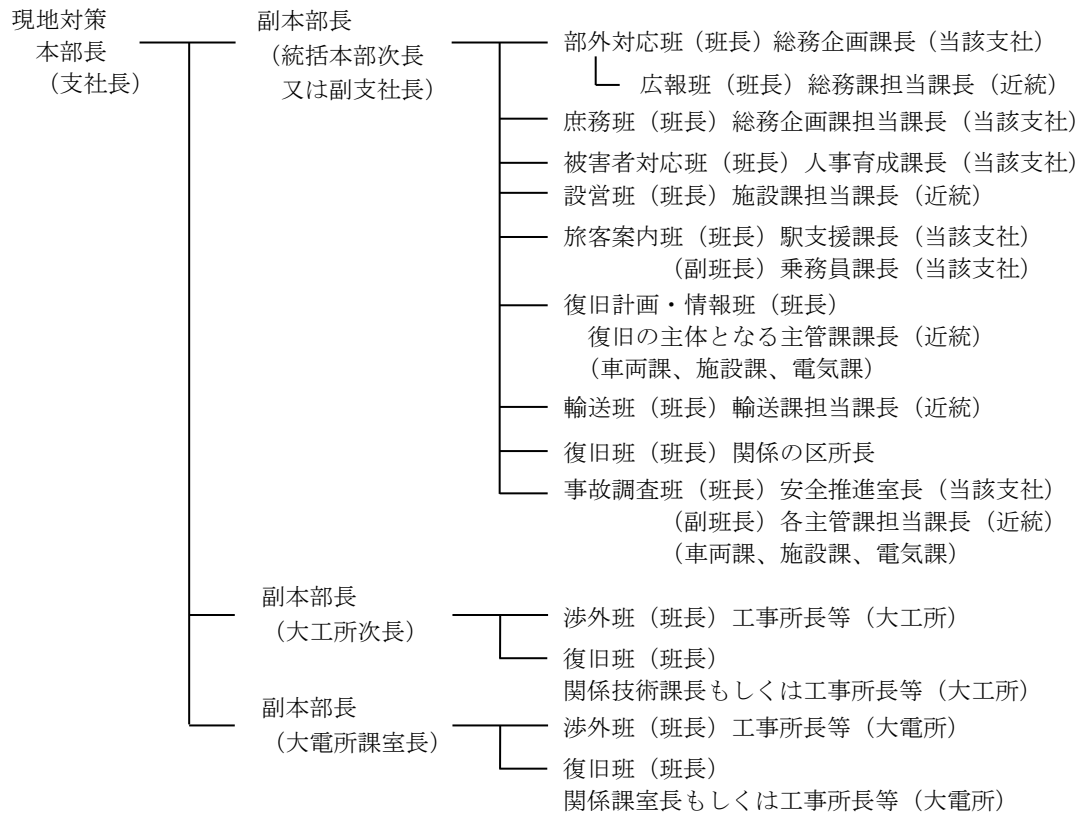 現地対策
本部長
（支社長）
副本部長
（統括本部次長
又は副支社長）
部外対応班（班長）総務企画課長（当該支社）
広報班（班長）総務課担当課長（近統）
庶務班（班長）総務企画課担当課長（当該支社）
被害者対応班（班長）人事育成課長（当該支社）
設営班（班長）施設課担当課長（近統）
旅客案内班（班長）駅支援課長（当該支社）
（副班長）乗務員課長（当該支社）
復旧計画・情報班（班長）
復旧の主体となる主管課課長（近統）
（車両課、施設課、電気課）
輸送班（班長）輸送課担当課長（近統）
復旧班（班長）関係の区所長
事故調査班（班長）安全推進室長（当該支社）
（副班長）各主管課担当課長（近統）
（車両課、施設課、電気課）
副本部長
（大工所次長）
渉外班（班長）工事所長等（大工所）
復旧班（班長）
関係技術課長もしくは工事所長等（大工所）
副本部長
（大電所課室長）
渉外班（班長）工事所長等（大電所）
復旧班（班長）
関係課室長もしくは工事所長等（大電所）